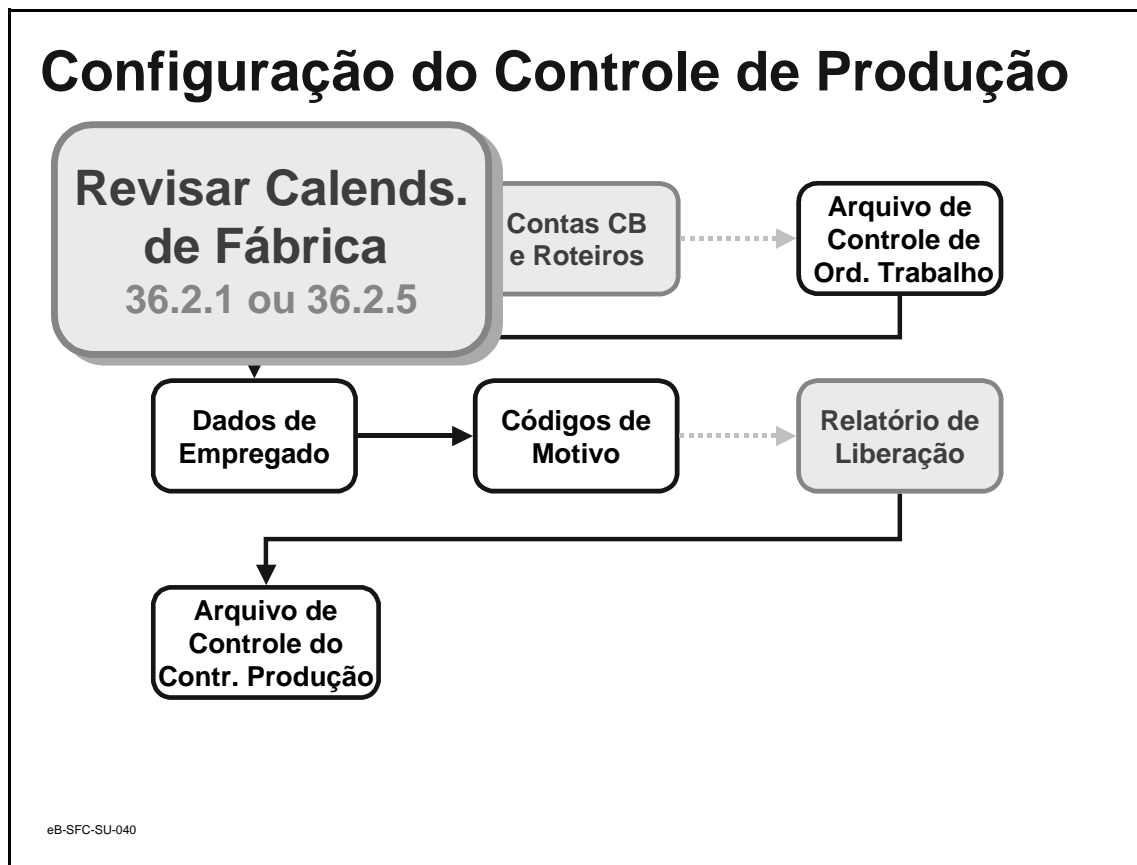 Configuração do Controle de Produção
Revisar Calends.
de Fábrica
36.2.1 ou 36.2.5
Contas CB
e Roteiros
Arquivo de
Controle de
Ord. Trabalho
Dados de
Empregado
Códigos de
Motivo
Relatório de
Liberação
Arquivo de
Controle do
Contr. Produção
eB-SFC-SU-040